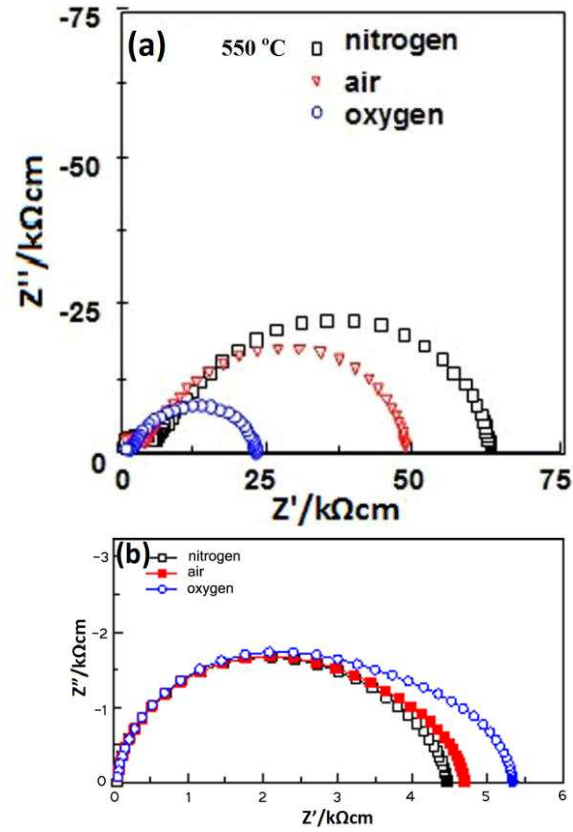 -75
(a)
550 °C
nitrogen
air
oxygen
-50
Z''/kΩcm
-25
0
0 25 50 75
Z'/kΩcm
(b)
nitrogen
air
oxygen
-3
-2
-1
0
Z''/kΩcm
0 1 2 3 4 5 6
Z'/kΩcm